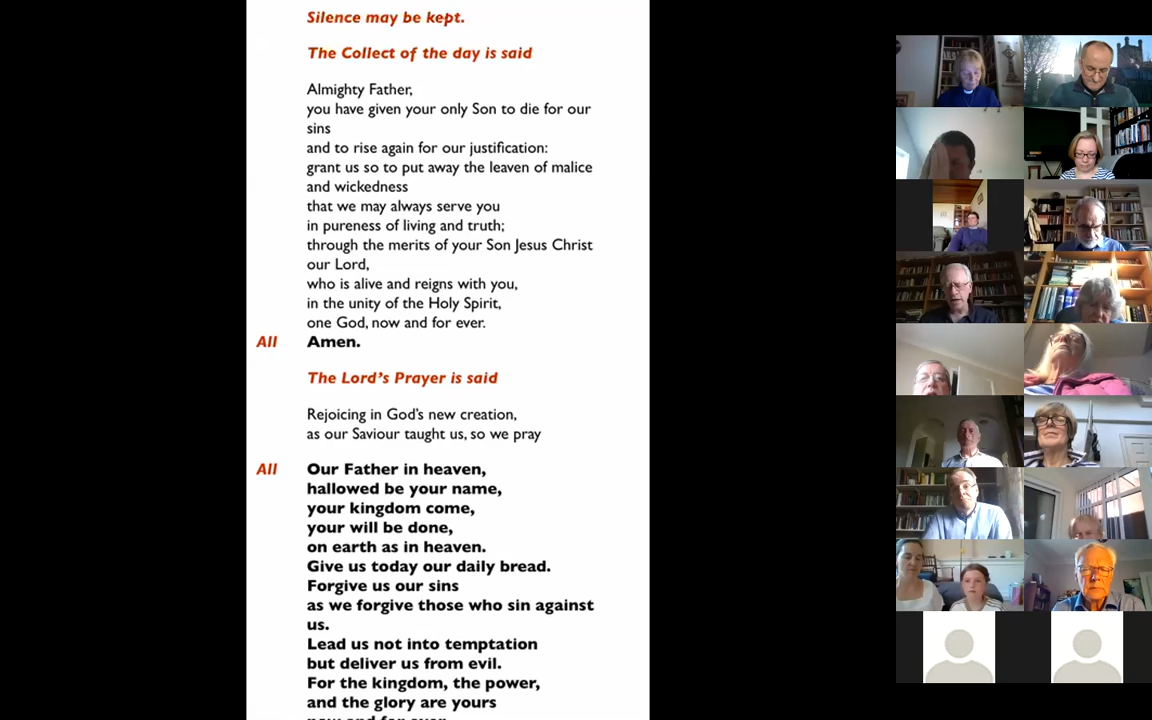 Silence may be kept.
The Collect of the day is said
Almighty Father,
you have given your only Son to die for our
sins
and to rise again for our justification:
grant us so to put away the leaven of malice
and wickedness
that we may always serve you
in pureness of living and truth;
through the merits of your Son Jesus Christ
our Lord,
who is alive and reigns with you,
in the unity of the Holy Spirit,
one God, now and for ever.
All Amen.
The Lord's Prayer is said
Rejoicing in God's new creation,
as our Saviour taught us, so we pray
All Our Father in heaven,
hallowed be your name,
your kingdom come,
your will be done,
on earth as in heaven.
Give us today our daily bread.
Forgive us our sins
as we forgive those who sin against
us.
Lead us not into temptation
but deliver us from evil.
For the kingdom, the power,
and the glory are yours
now and for ever